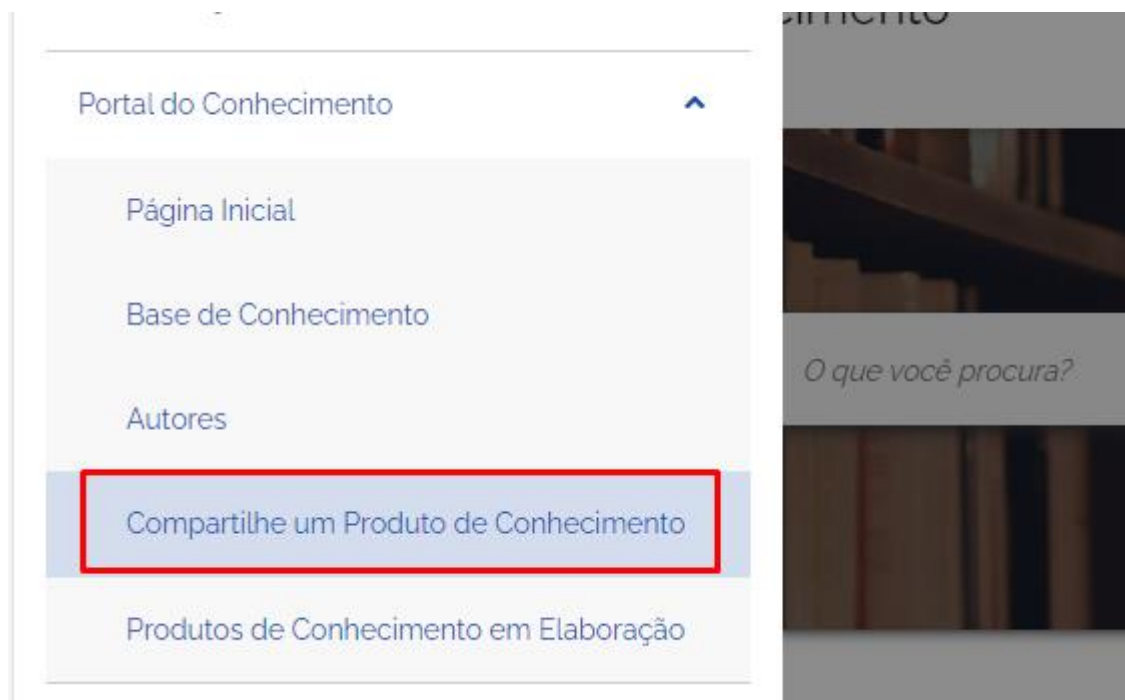 Portal do Conhecimento
Página Inicial
Base de Conhecimento
Autores
Compartilhe um Produto de Conhecimento
Produtos de Conhecimento em Elaboração
O que você procura?